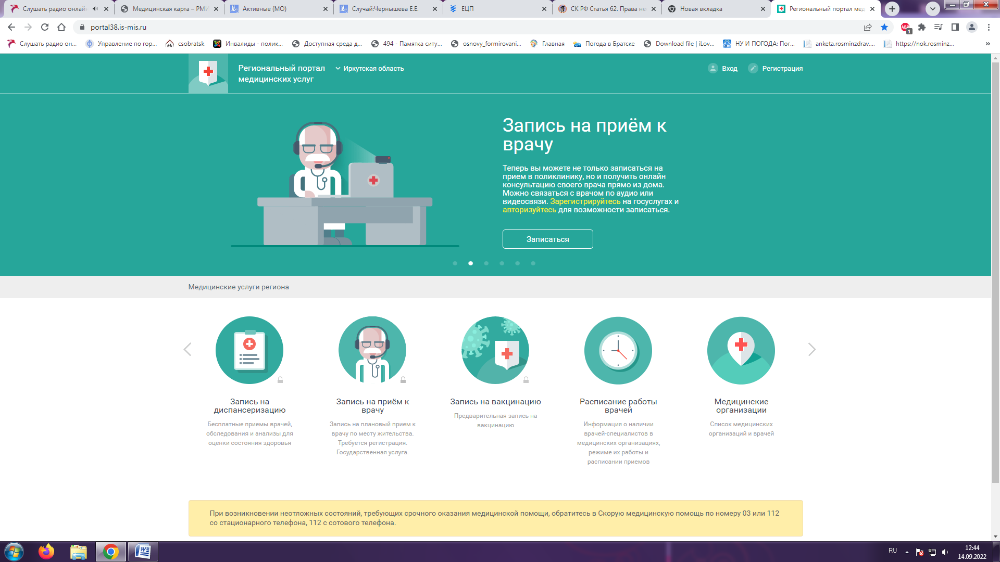 Слушать радио онлайн
Медицинская карта – РМИ
Активные (МО)
Случай:Чернышева Е.Е.
ЕЦП
СК РФ Статья 62. Права не
Новая вкладка
Региональный портал мед
portal38.is-mis.ru
ABP
1
Слушать радио он...
Управление по гор...
csobratsk
Инвалиды - полик...
Доступная среда д...
494 - Памятка ситу...
osnovy_formirovani...
Главная
Погода в Братске
Download file | iLov...
НУ И ПОГОДА: Пог...
anketa.rosminzdrav....
https://nok.rosminz...
»
Региональный портал
медицинских услуг
Иркутская область
Вход
Регистрация
Запись на приём к
врачу
Теперь вы можете не только записаться на
прием в поликлинику, но и получить онлайн
консультацию своего врача прямо из дома.
Можно связаться с врачом по аудио или
видеосвязи. Зарегистрируйтесь на госуслугах и
авторизуйтесь для возможности записаться.
Записаться
Медицинские услуги региона
Запись на
диспансеризацию
Бесплатные приемы врачей,
обследования и анализы для
оценки состояния здоровья
Запись на приём к
врачу
Запись на плановый прием к
врачу по месту жительства.
Требуется регистрация.
Государственная услуга.
Запись на вакцинацию
Предварительная запись на
вакцинацию
Расписание работы
врачей
Информация о наличии
врачей-специалистов в
медицинских организациях,
режиме их работы и
расписании приемов
Медицинские
организации
Список медицинских
организаций и врачей
При возникновении неотложных состояний, требующих срочного оказания медицинской помощи, обратитесь в Скорую медицинскую помощь по номеру 03 или 112
со стационарного телефона, 112 с сотового телефона.
RU
12:44
14.09.2022